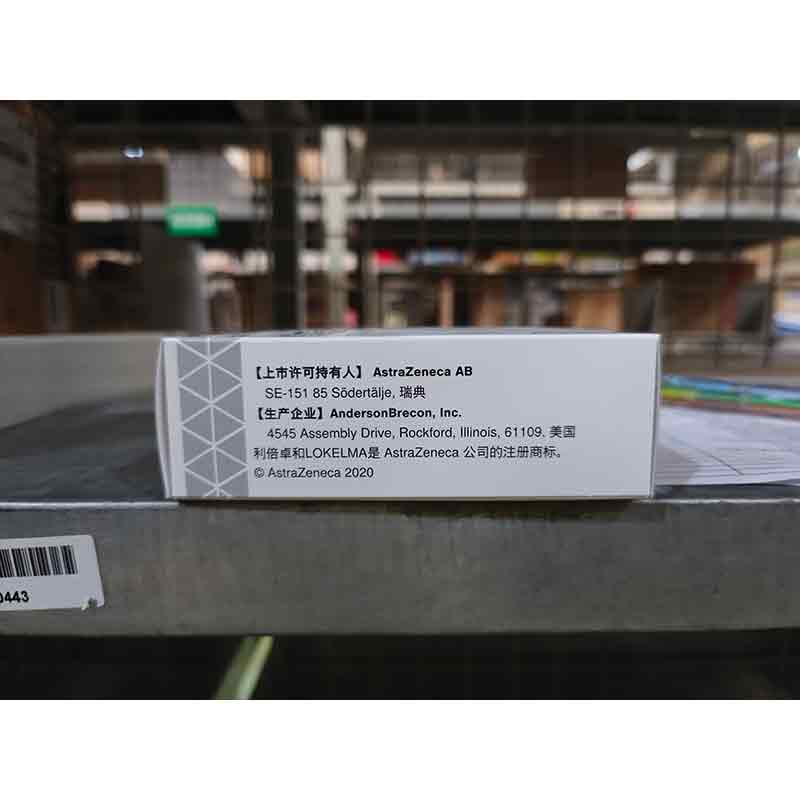 【上市许可持有人】 AstraZeneca AB
SE-151 85 Södertälje, 瑞典
【生产企业】AndersonBrecon, Inc.
4545 Assembly Drive, Rockford, Illinois, 61109. 美国
利倍卓和LOKELMA是 AstraZeneca 公司的注册商标。
© AstraZeneca 2020
0443